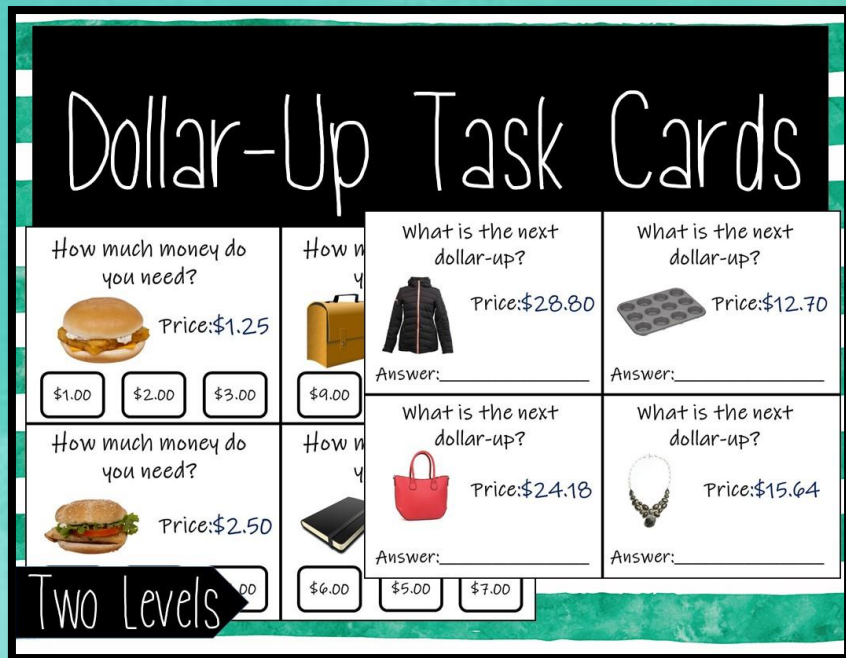 Dollar-Up Task Cards
How much money do
you need?
Price:$1.25
$1.00 $2.00 $3.00
How
$9.00
How much money do
you need?
Price:$2.50
How
$6.00 $5.00 $7.00
What is the next
dollar-up?
Price:$28.80
Answer:
What is the next
dollar-up?
Price:$12.70
Answer:
What is the next
dollar-up?
Price:$24.18
Answer:
What is the next
dollar-up?
Price:$15.64
Answer:
Two Levels